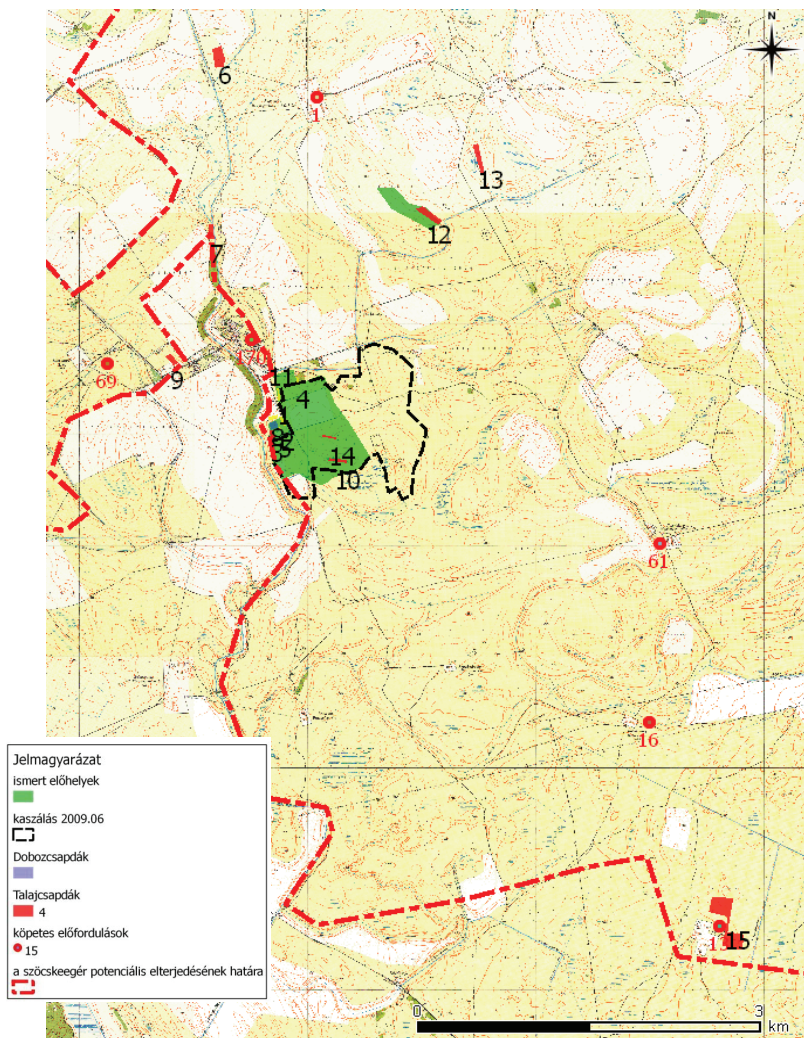 N
6
1
13
12
7
170
69
9
11
4
14
10
61
16
15
Jelmagyarázat
ismert előhelyek
kaszálás 2009.06
Dobozcsapdák
Talajcsapdák
4
köpetes előfordulások
15
a szöcskeegér potenciális elterjedésének határa
0
3
km